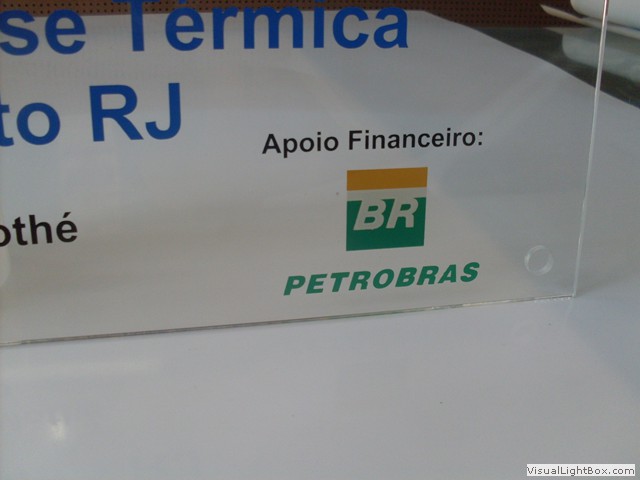 se Térmica
to RJ
Apoio Financeiro:
othé
BR
PETROBRAS
VisualLightBox.com